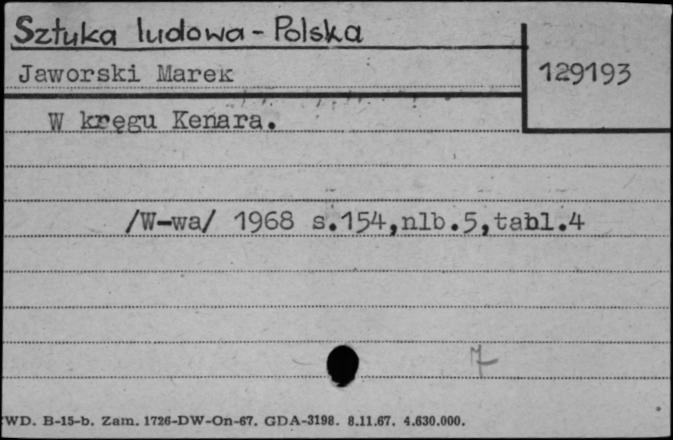 Sztuka ludowa - Polska
Jaworski Marek
129193
W kręgu Kenara.
/W-wa/ 1968 s.154,nlb.5,tabl.4
7
WD. B-15-b. Zam. 1726-DW-On-67. GDA-3198. 8.11.67. 4.630.000.